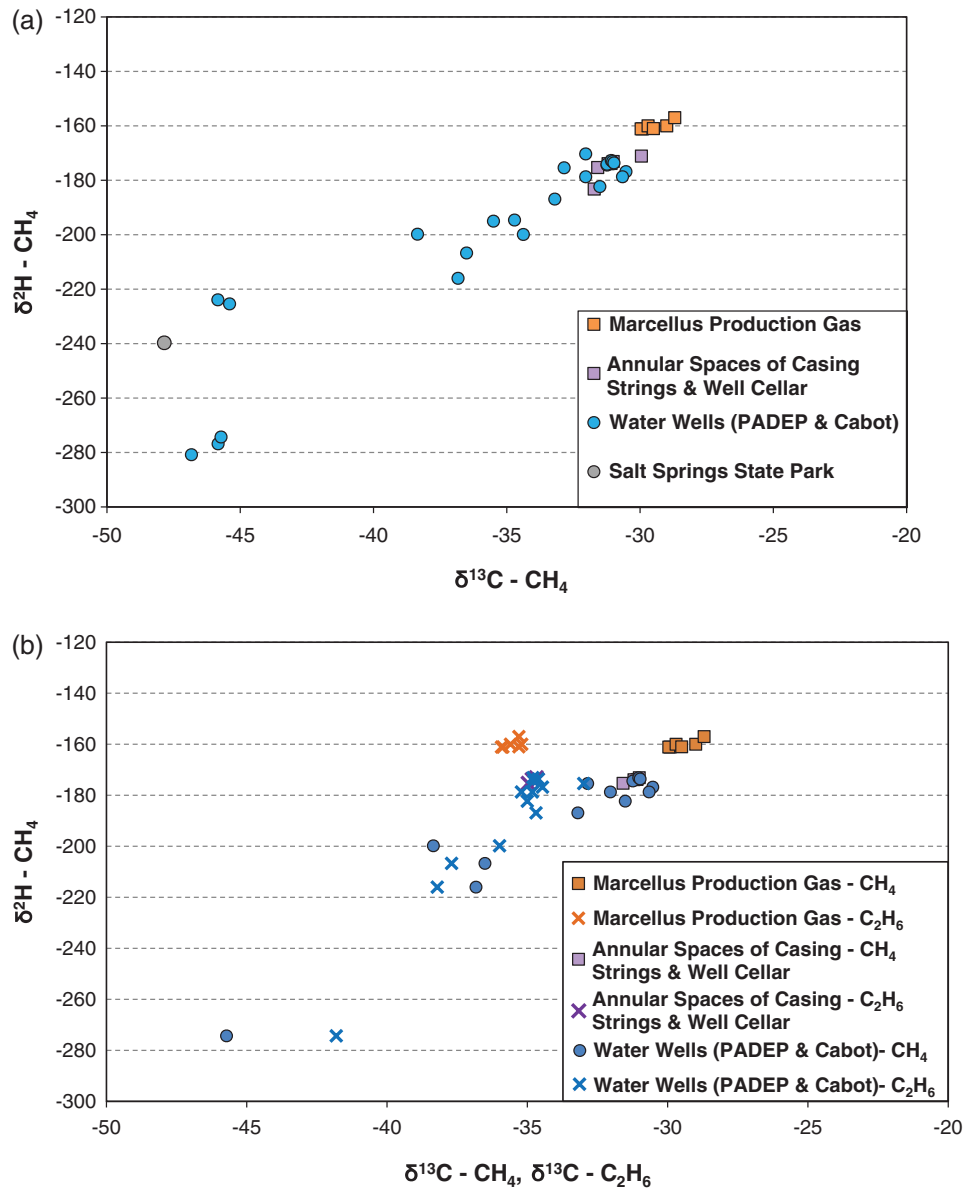 (a)
-120
-140
-160
-180
-200
-220
-240
-260
-280
-300
δ²H - CH₄
-50 -45 -40 -35 -30 -25 -20
δ¹³C - CH₄
Marcellus Production Gas
Annular Spaces of Casing
Strings & Well Cellar
Water Wells (PADEP & Cabot)
Salt Springs State Park
(b)
-120
-140
-160
-180
-200
-220
-240
-260
-280
-300
δ²H - CH₄
-50 -45 -40 -35 -30 -25 -20
δ¹³C - CH₄, δ¹³C - C₂H₆
Marcellus Production Gas - CH₄
Marcellus Production Gas - C₂H₆
Annular Spaces of Casing - CH₄
Strings & Well Cellar
Annular Spaces of Casing - C₂H₆
Strings & Well Cellar
Water Wells (PADEP & Cabot)- CH₄
Water Wells (PADEP & Cabot)- C₂H₆